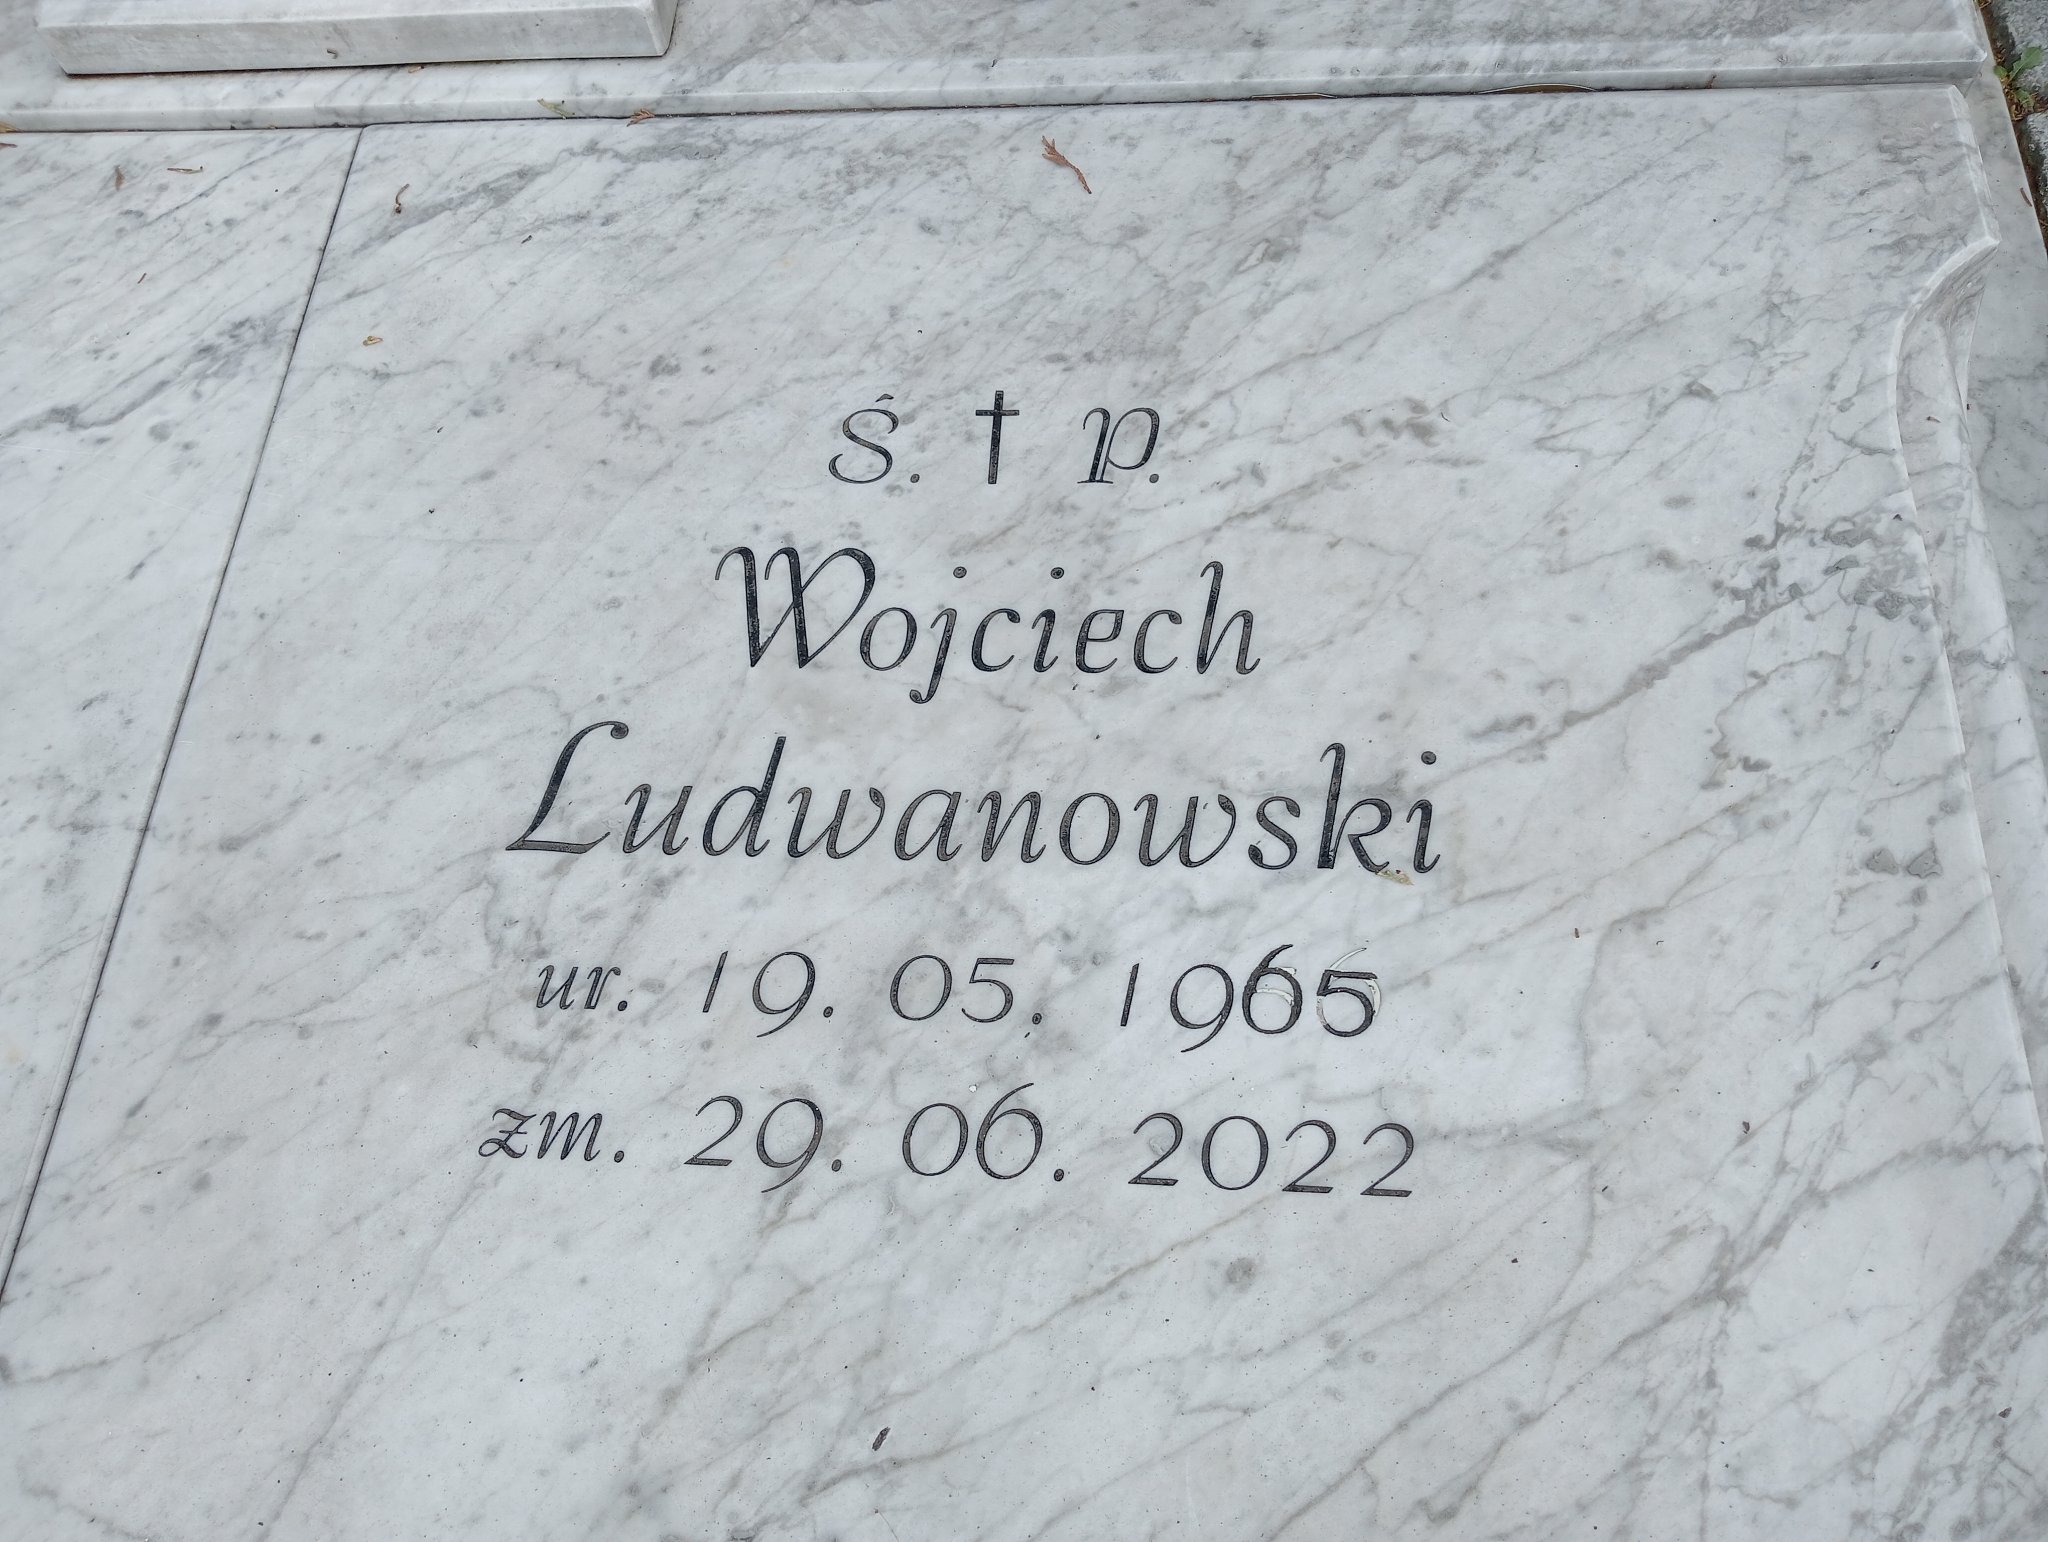 Ś. † P.
Wojciech
Ludwanowski
ur. 19. 05. 1965
zm. 29. 06. 2022